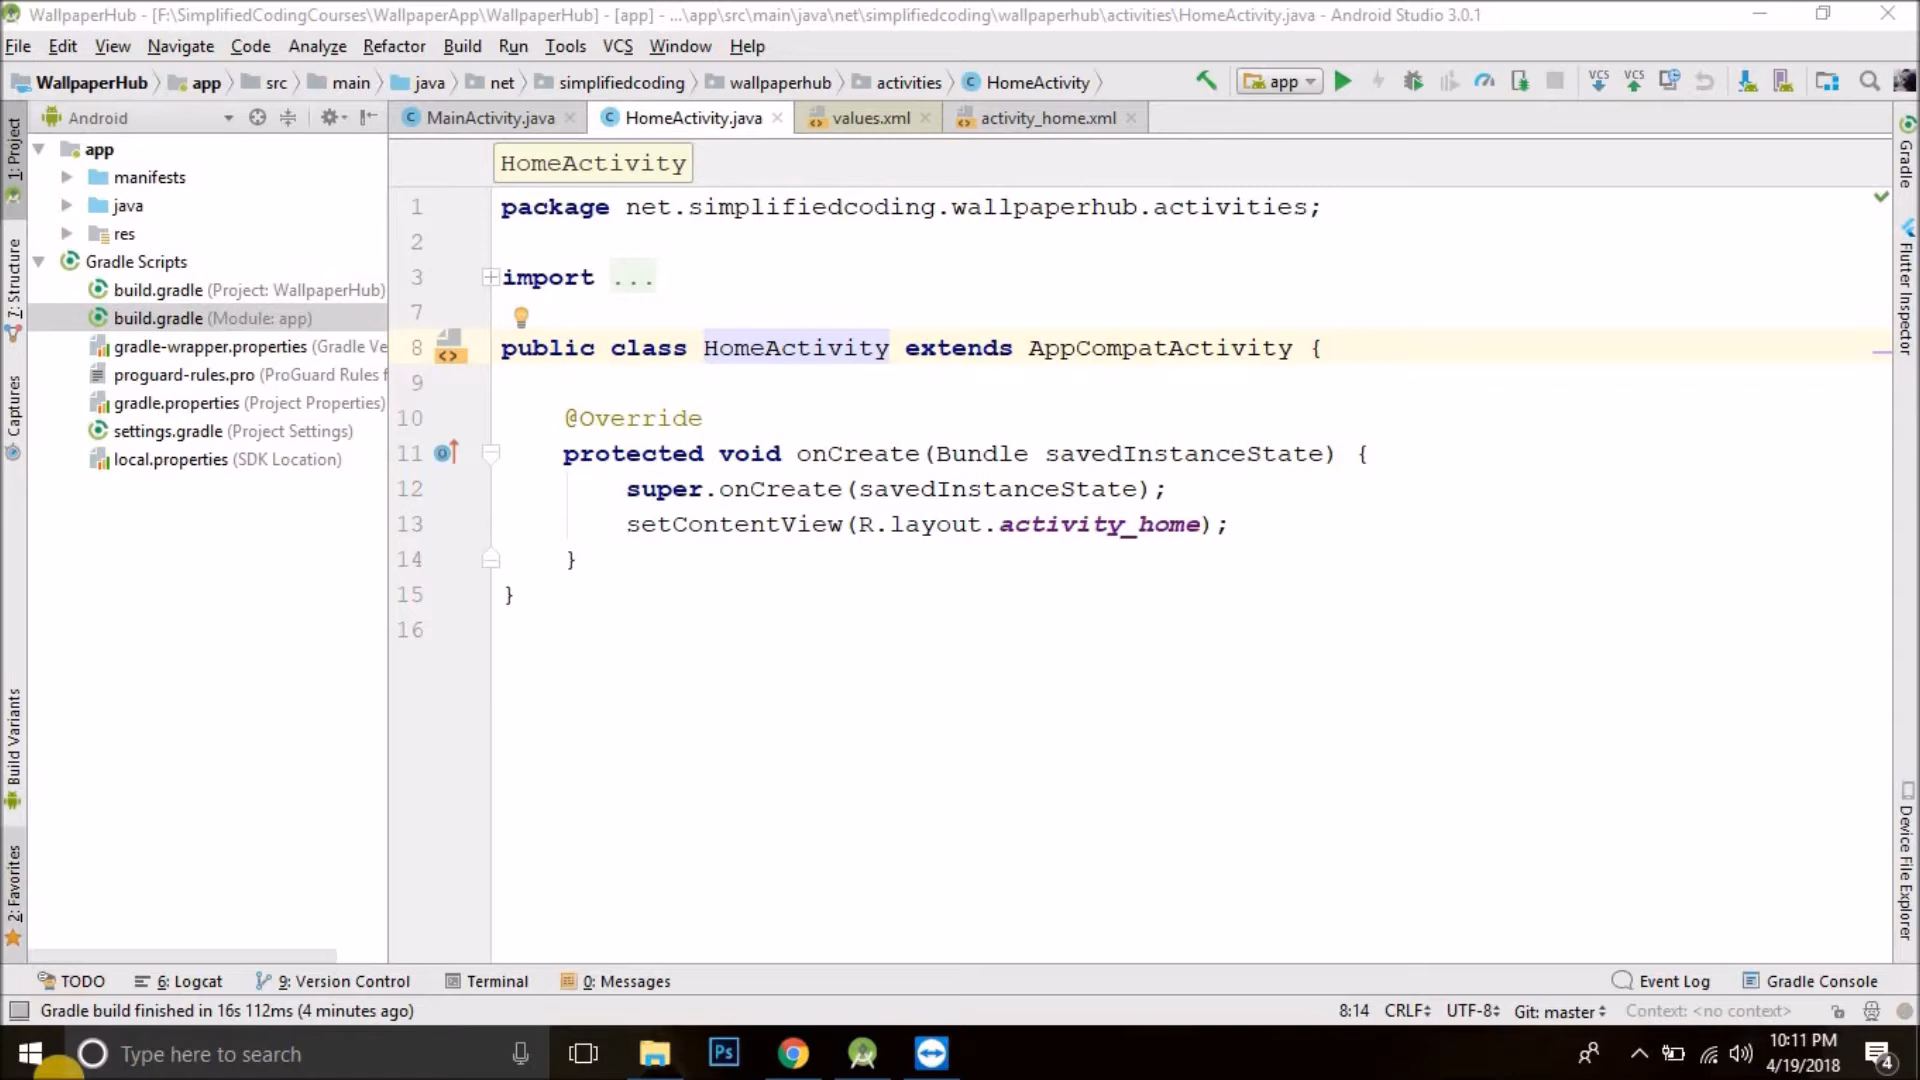 WallpaperHub - [F:\SimplifiedCodingCourses\WallpaperApp\WallpaperHub] - [app] - ...\app\src\main\java\net\simplifiedcoding\wallpaperhub\activities\HomeActivity.java - Android Studio 3.0.1
File Edit View Navigate Code Analyze Refactor Build Run Tools VCS Window Help
WallpaperHub app src main java net simplifiedcoding wallpaperhub activities HomeActivity app VCS VCS
Android MainActivity.java HomeActivity.java values.xml activity_home.xml
1: Project
7: Structure
Captures
Build Variants
2: Favorites
app
manifests
java
res
Gradle Scripts
build.gradle (Project: WallpaperHub)
build.gradle (Module: app)
gradle-wrapper.properties (Gradle Ve
proguard-rules.pro (ProGuard Rules f
gradle.properties (Project Properties)
settings.gradle (Project Settings)
local.properties (SDK Location)
HomeActivity
1 package net.simplifiedcoding.wallpaperhub.activities;
2
3 import ...
7
8 public class HomeActivity extends AppCompatActivity {
9
10 @Override
11 protected void onCreate(Bundle savedInstanceState) {
12 super.onCreate(savedInstanceState);
13 setContentView(R.layout.activity_home);
14 }
15 }
16
Gradle
Flutter Inspector
Device File Explorer
TODO 6: Logcat 9: Version Control Terminal 0: Messages Event Log Gradle Console
Gradle build finished in 16s 112ms (4 minutes ago) 8:14 CRLF UTF-8 Git: master Context: <no context>
Type here to search Ps 10:11 PM
4/19/2018 4